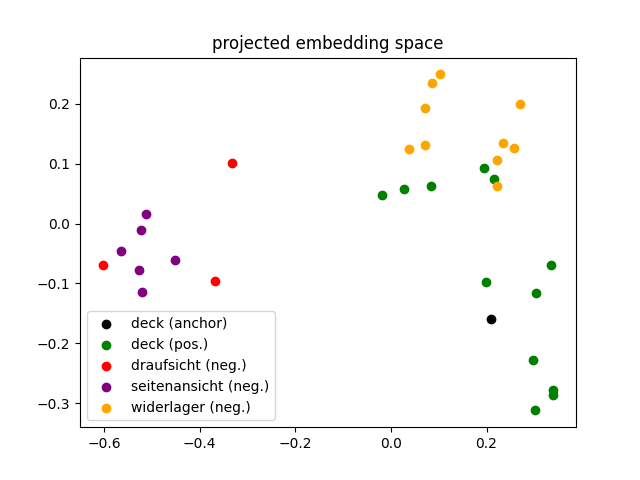 projected embedding space
0.2
0.1
0.0
−0.1
−0.2
−0.3
deck (anchor)
deck (pos.)
draufsicht (neg.)
seitenansicht (neg.)
widerlager (neg.)
−0.6 −0.4 −0.2 0.0 0.2